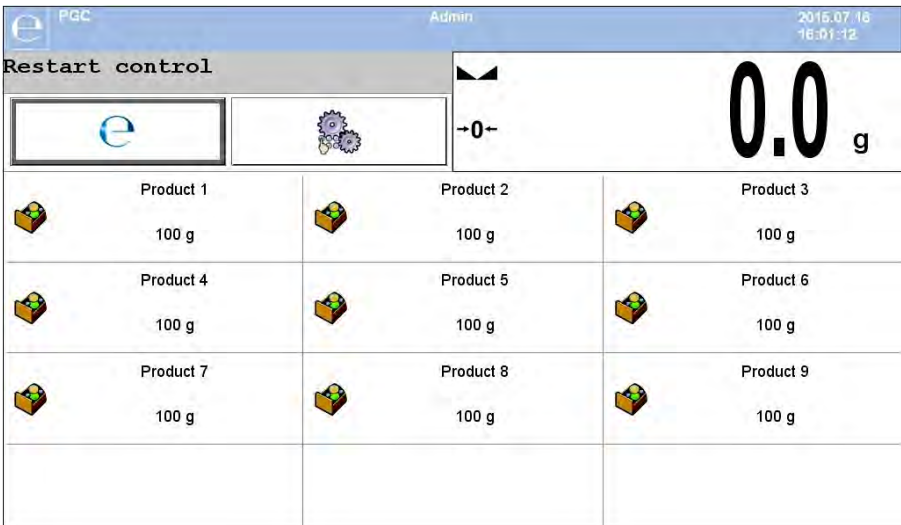 e PGC Admin 2015.07.16
16:01:12
Restart control
e
→0←
0.0 g
Product 1 Product 2 Product 3
100 g 100 g 100 g
Product 4 Product 5 Product 6
100 g 100 g 100 g
Product 7 Product 8 Product 9
100 g 100 g 100 g